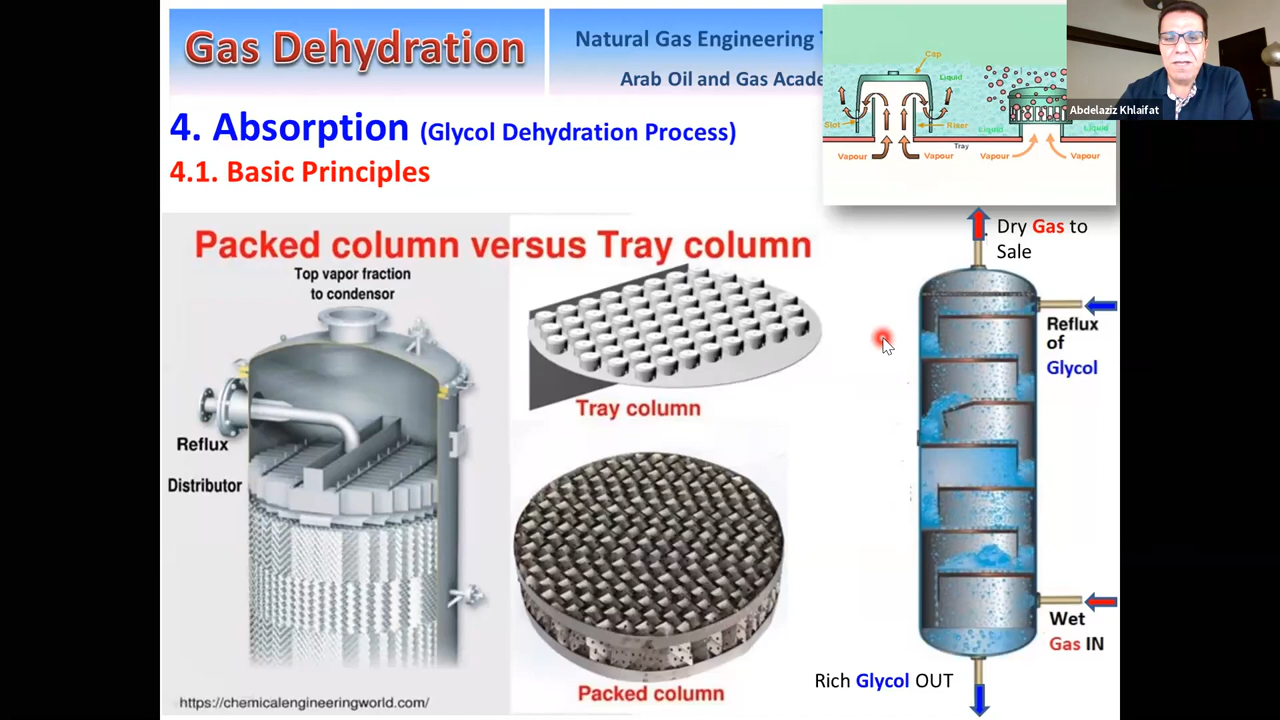 Gas Dehydration
Natural Gas Engineering
Arab Oil and Gas
4. Absorption (Glycol Dehydration Process)
4.1. Basic Principles
Cap
Liquid
Slot
Riser
Tray
Vapour
Vapour
Liquid
Liquid
Vapour
Vapour
Abdelaziz Khlaifat
Packed column versus Tray column
Top vapor fraction
to condensor
Reflux
Distributor
Tray column
Packed column
https://chemicalengineeringworld.com/
Dry Gas to
Sale
Reflux
of
Glycol
Wet
Gas IN
Rich Glycol OUT